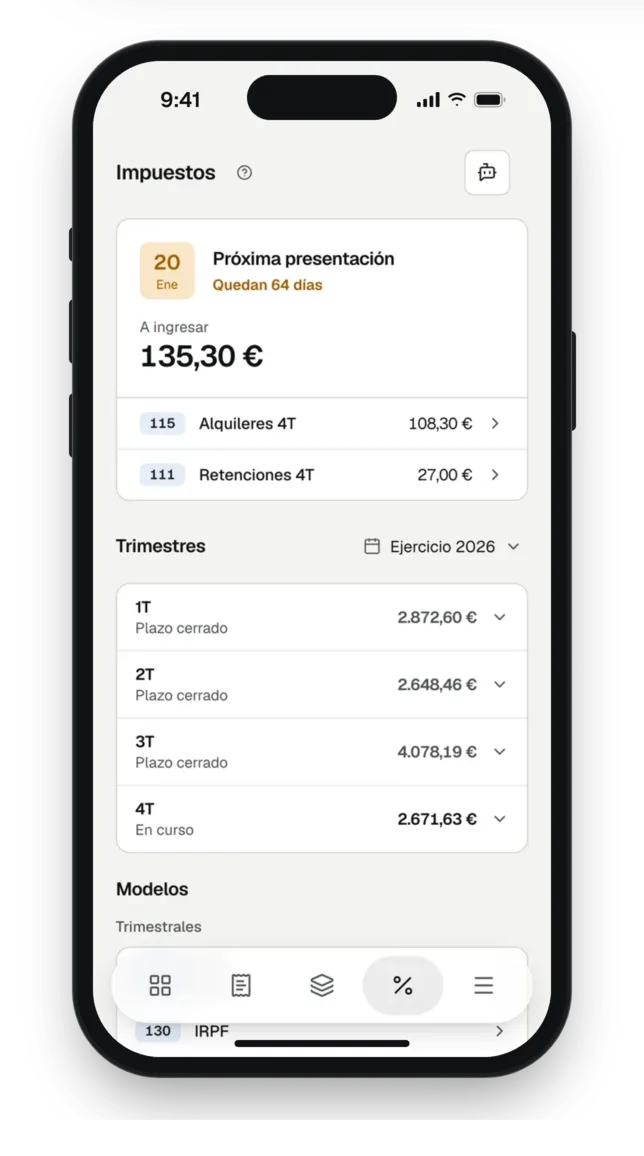 9:41
Impuestos
20
Ene
Próxima presentación
Quedan 64 días
A ingresar
135,30 €
115 Alquileres 4T 108,30 €
111 Retenciones 4T 27,00 €
Trimestres Ejercicio 2026
1T
Plazo cerrado
2.872,60 €
2T
Plazo cerrado
2.648,46 €
3T
Plazo cerrado
4.078,19 €
4T
En curso
2.671,63 €
Modelos
Trimestrales
130 IRPF